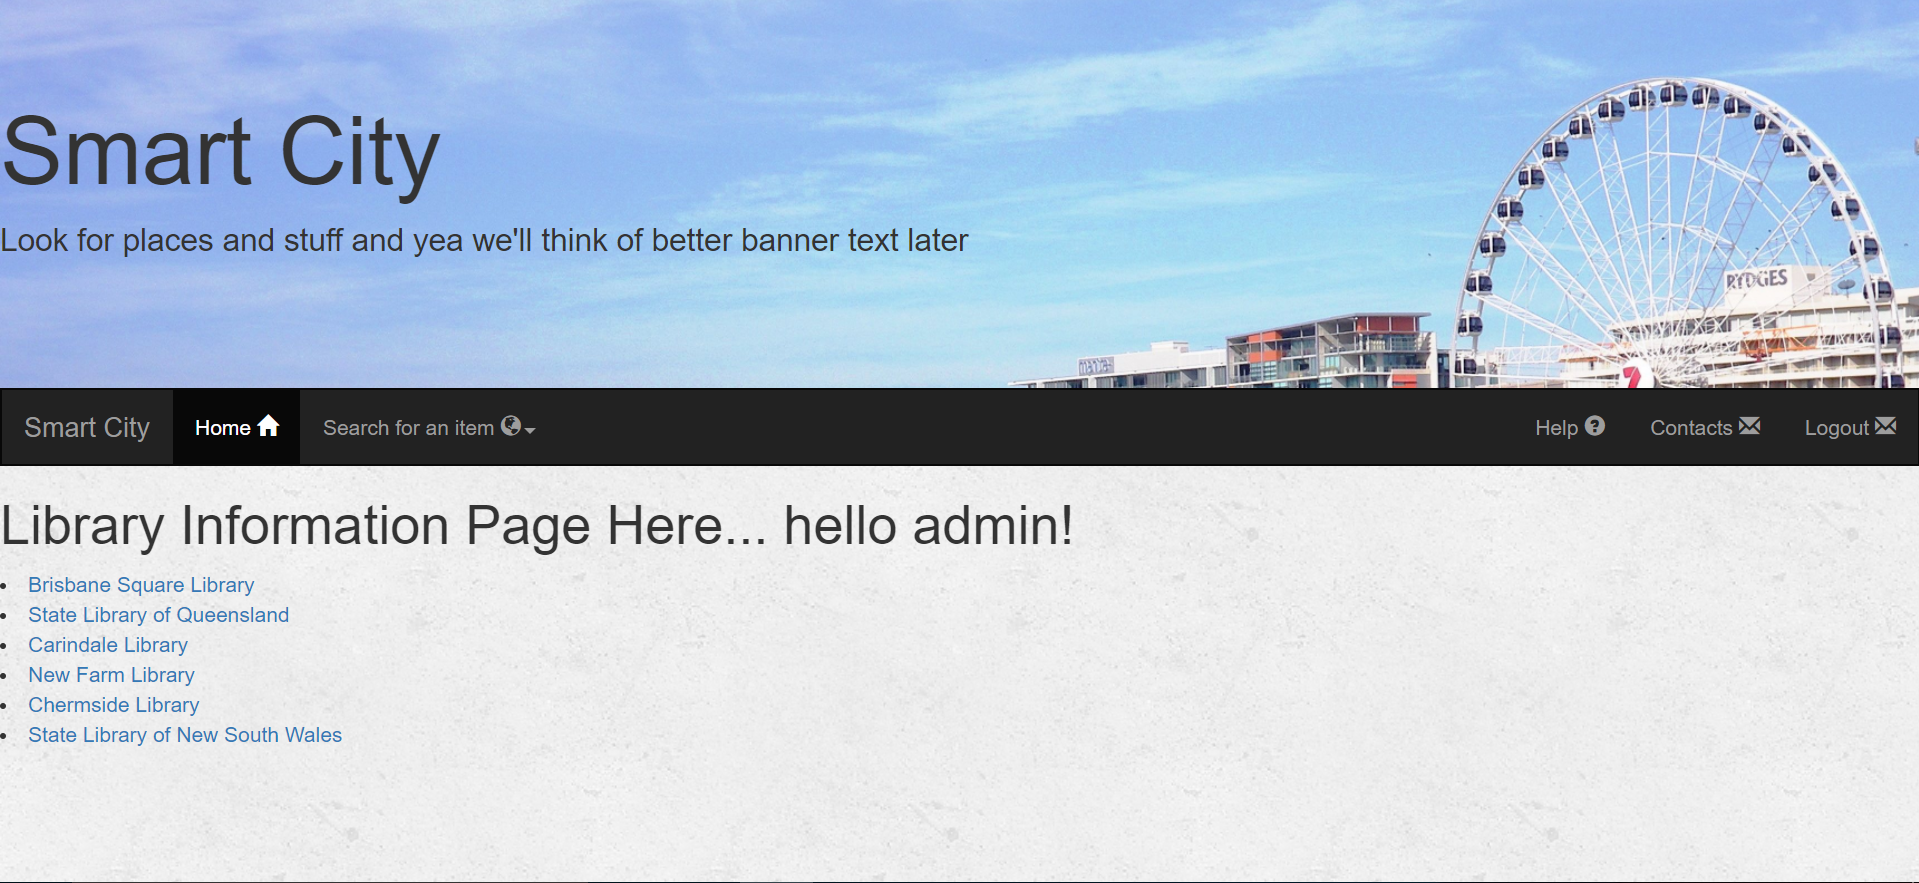 Smart City
Look for places and stuff and yea we'll think of better banner text later
RYDGES
7
Smart City Home Search for an item Help ? Contacts Logout
Library Information Page Here... hello admin!
Brisbane Square Library
State Library of Queensland
Carindale Library
New Farm Library
Chermside Library
State Library of New South Wales